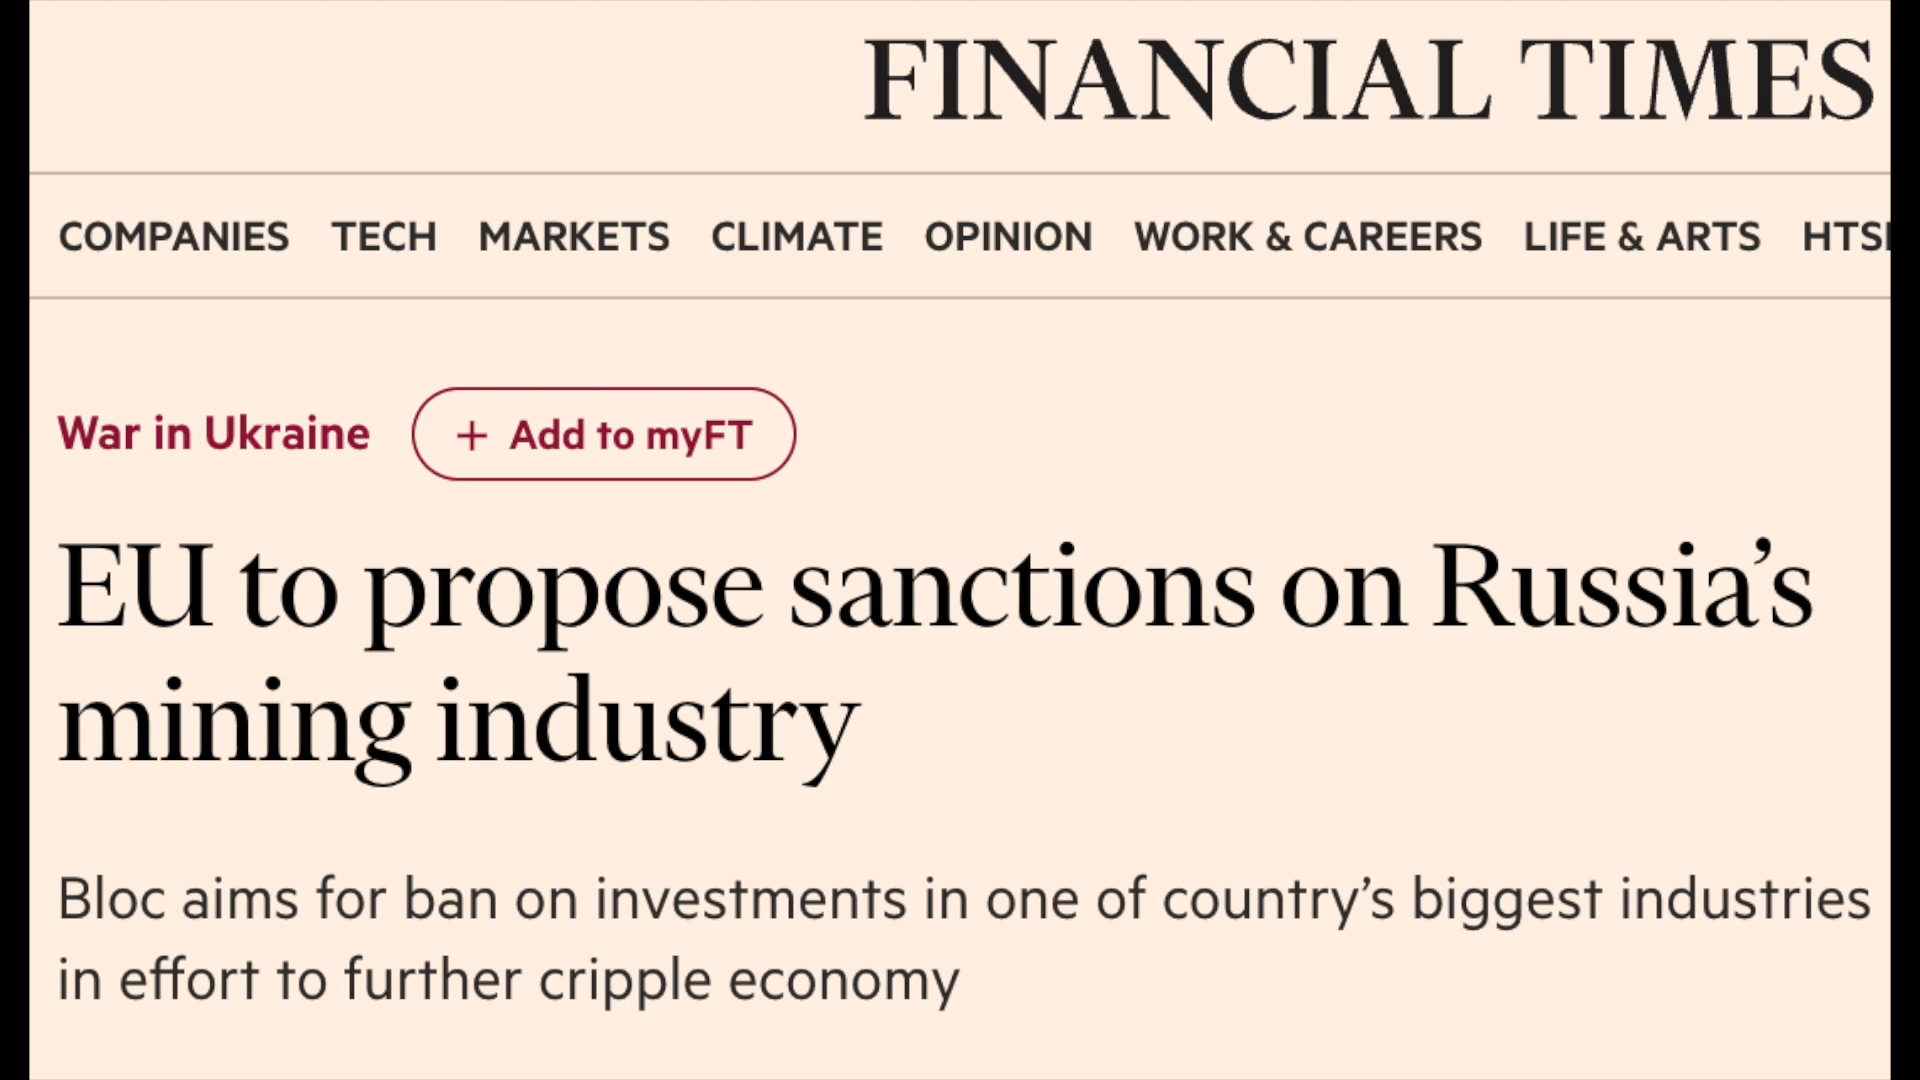 FINANCIAL TIMES
COMPANIES TECH MARKETS CLIMATE OPINION WORK & CAREERS LIFE & ARTS HTSI
War in Ukraine + Add to myFT
EU to propose sanctions on Russia’s
mining industry
Bloc aims for ban on investments in one of country’s biggest industries
in effort to further cripple economy